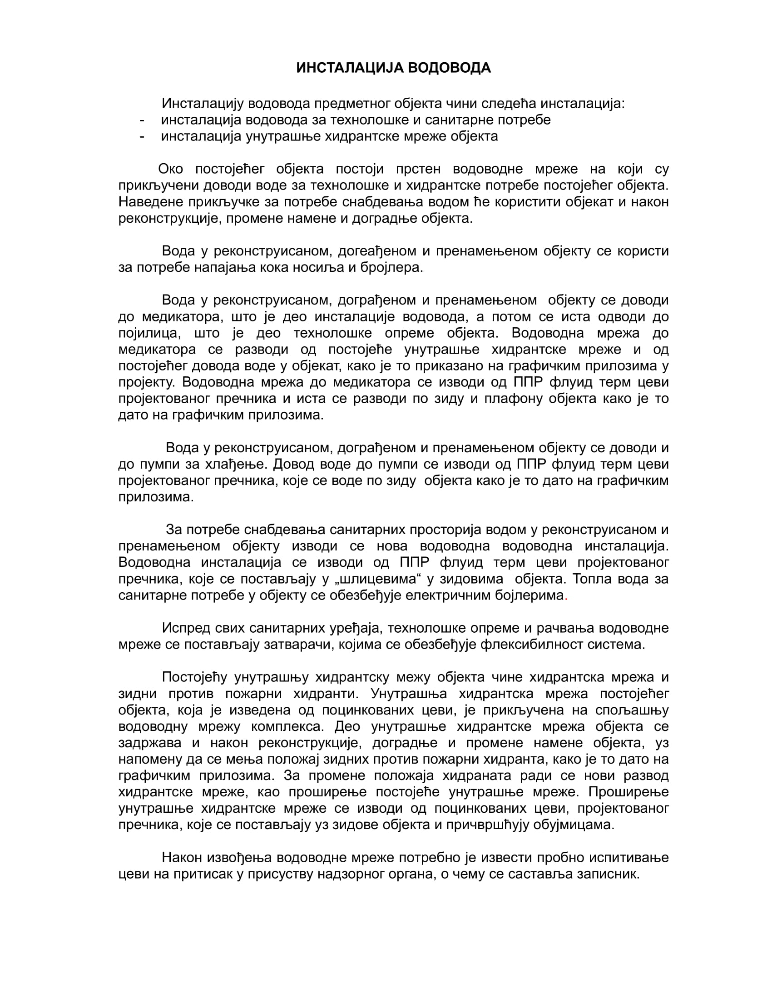 ИНСТАЛАЦИЈА ВОДОВОДА
Инсталацију водовода предметног објекта чини следећа инсталација:
- инсталација водовода за технолошке и санитарне потребе
- инсталација унутрашње хидрантске мреже објекта
Око постојећег објекта постоји прстен водоводне мреже на који су
прикључени доводи воде за технолошке и хидрантске потребе постојећег објекта.
Наведене прикључке за потребе снабдевања водом ће користити објекат и након
реконструкције, промене намене и доградње објекта.
Вода у реконструисаном, догеађеном и пренамењеном објекту се користи
за потребе напајања кока носиља и бројлера.
Вода у реконструисаном, дограђеном и пренамењеном објекту се доводи
до медикатора, што је део инсталације водовода, а потом се иста одводи до
појилица, што је део технолошке опреме објекта. Водоводна мрежа до
медикатора се разводи од постојеће унутрашње хидрантске мреже и од
постојећег довода воде у објекат, како је то приказано на графичким прилозима у
пројекту. Водоводна мрежа до медикатора се изводи од ППР флуид терм цеви
пројектованог пречника и иста се разводи по зиду и плафону објекта како је то
дато на графичким прилозима.
Вода у реконструисаном, дограђеном и пренамењеном објекту се доводи и
до пумпи за хлађење. Довод воде до пумпи се изводи од ППР флуид терм цеви
пројектованог пречника, које се воде по зиду објекта како је то дато на графичким
прилозима.
За потребе снабдевања санитарних просторија водом у реконструисаном и
пренамењеном објекту изводи се нова водоводна водоводна инсталација.
Водоводна инсталација се изводи од ППР флуид терм цеви пројектованог
пречника, које се постављају у „шлицевима“ у зидовима објекта. Топла вода за
санитарне потребе у објекту се обезбеђује електричним бојлерима.
Испред свих санитарних уређаја, технолошке опреме и рачвања водоводне
мреже се постављају затварачи, којима се обезбеђује флексибилност система.
Постојећу унутрашњу хидрантску межу објекта чине хидрантска мрежа и
зидни против пожарни хидранти. Унутрашња хидрантска мрежа постојећег
објекта, која је изведена од поцинкованих цеви, је прикључена на спољашњу
водоводну мрежу комплекса. Део унутрашње хидрантске мрежа објекта се
задржава и након реконструкције, доградње и промене намене објекта, уз
напомену да се мења положај зидних против пожарни хидранта, како је то дато на
графичким прилозима. За промене положаја хидраната ради се нови развод
хидрантске мреже, као проширење постојеће унутрашње мреже. Проширење
унутрашње хидрантске мреже се изводи од поцинкованих цеви, пројектованог
пречника, које се постављају уз зидове објекта и причвршћују обујмицама.
Након извођења водоводне мреже потребно је извести пробно испитивање
цеви на притисак у присуству надзорног органа, о чему се саставља записник.